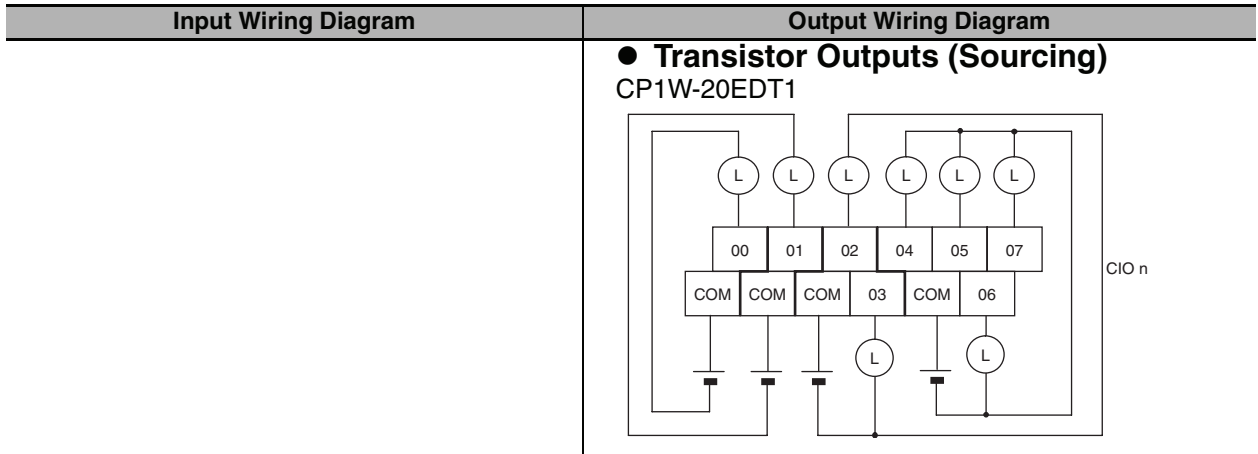 Input Wiring Diagram Output Wiring Diagram
● Transistor Outputs (Sourcing)
CP1W-20EDT1
L L L L L L
00 01 02 04 05 07
CIO n
COM COM COM 03 COM 06
L L